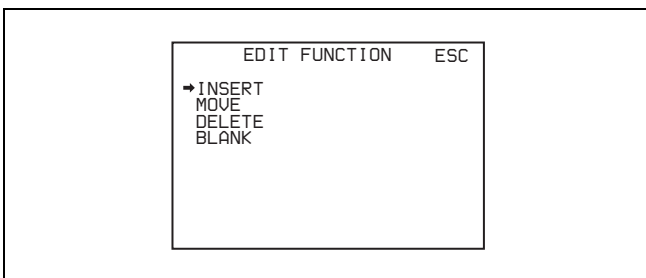 EDIT FUNCTION ESC
➡INSERT
MOVE
DELETE
BLANK